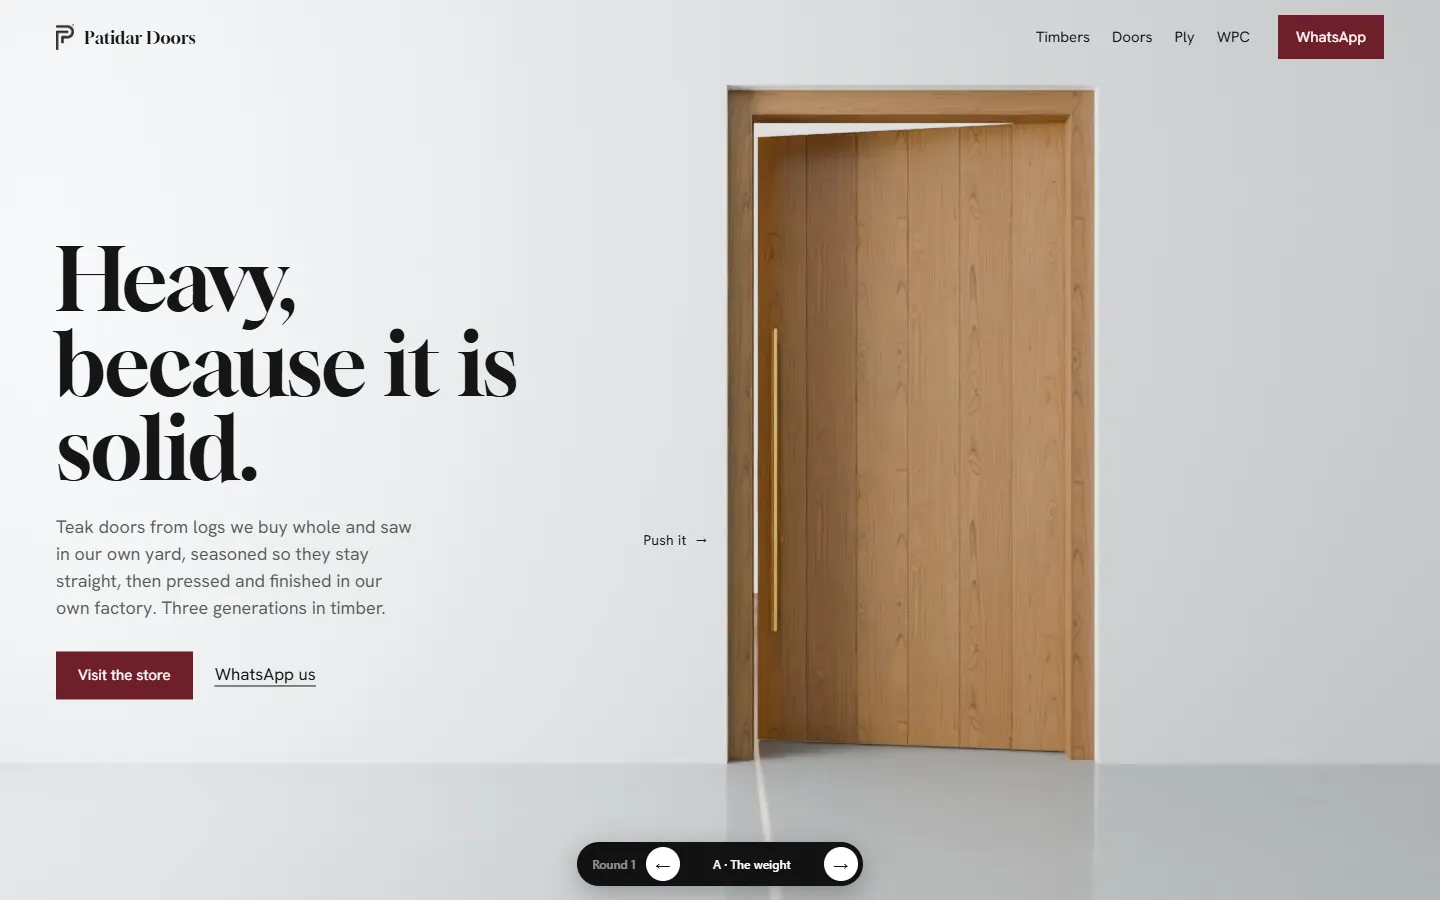 Patidar Doors
Timbers Doors Ply WPC WhatsApp
Heavy,
because it is
solid.
Teak doors from logs we buy whole and saw
in our own yard, seasoned so they stay
straight, then pressed and finished in our
own factory. Three generations in timber.
Push it →
Visit the store WhatsApp us
Round 1 ← A · The weight →